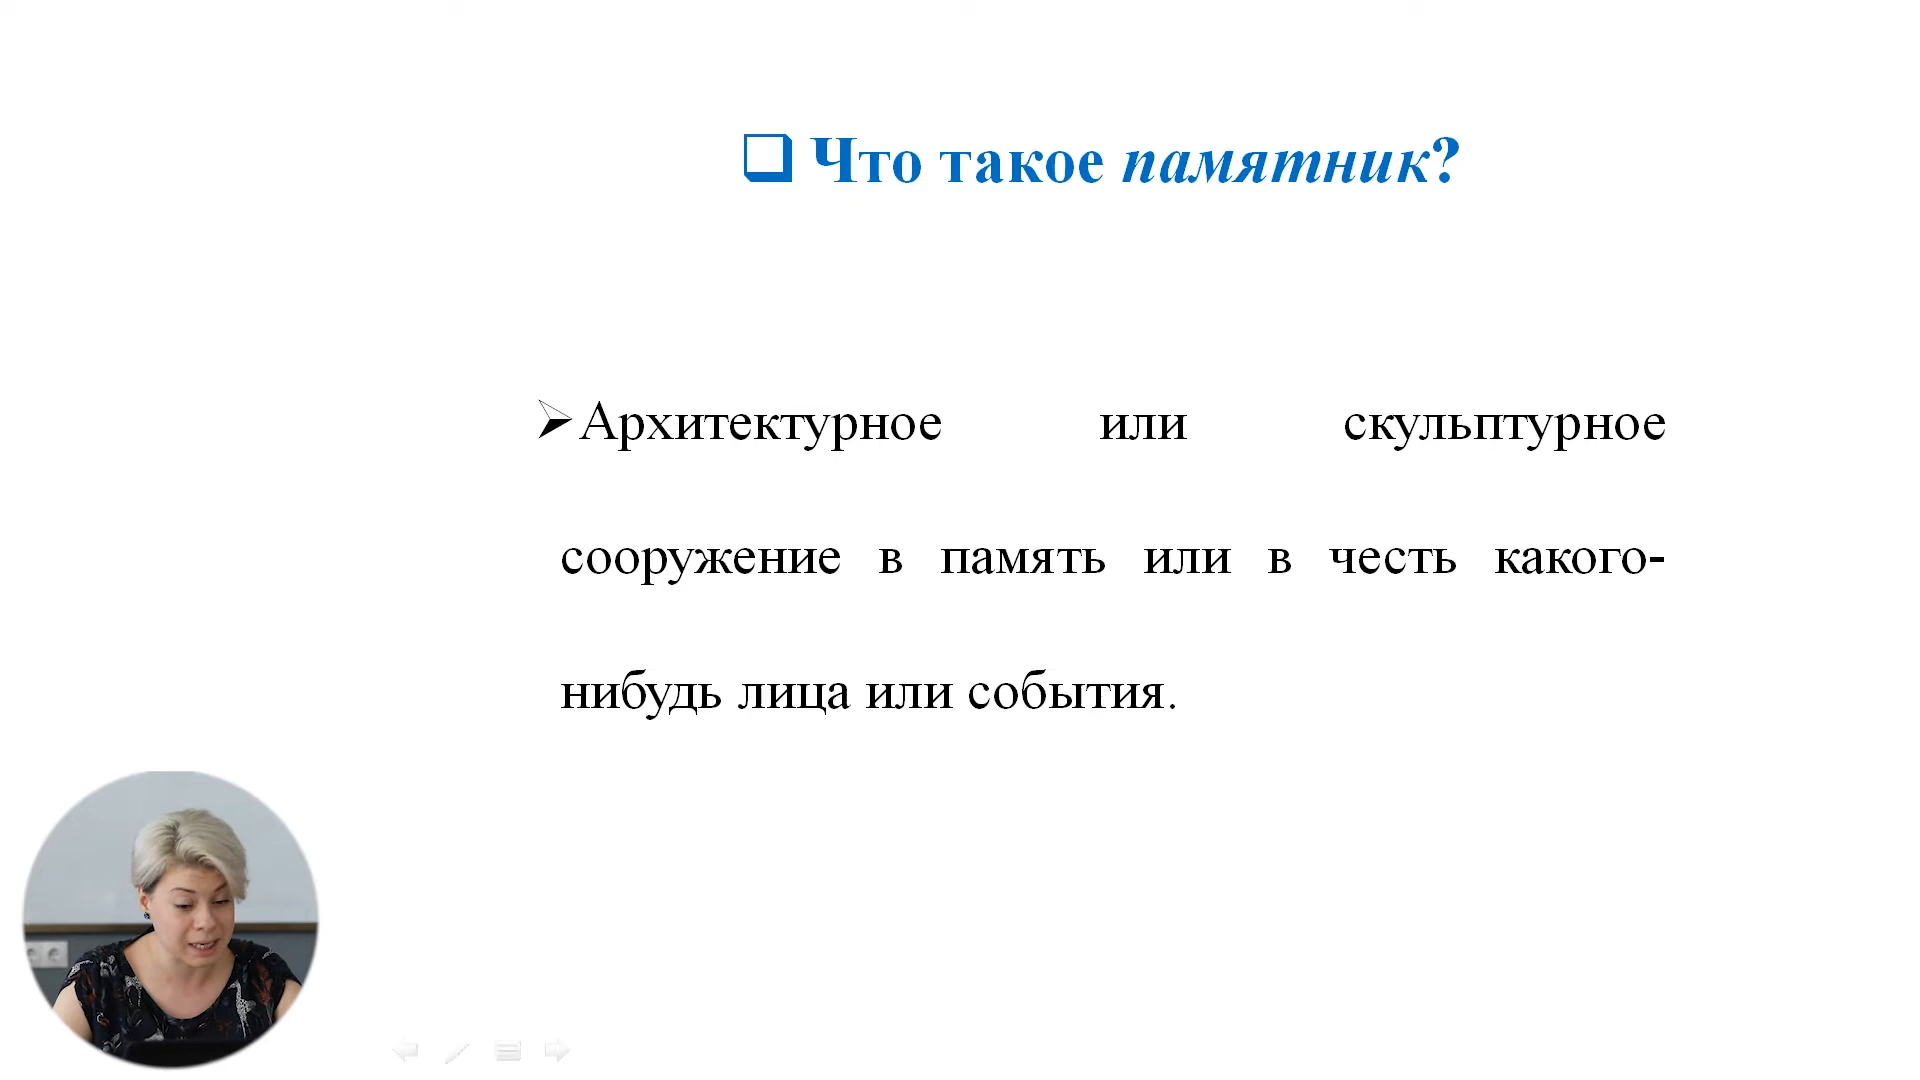 Что такое памятник?
Архитектурное или скульптурное
сооружение в память или в честь какого-
нибудь лица или события.